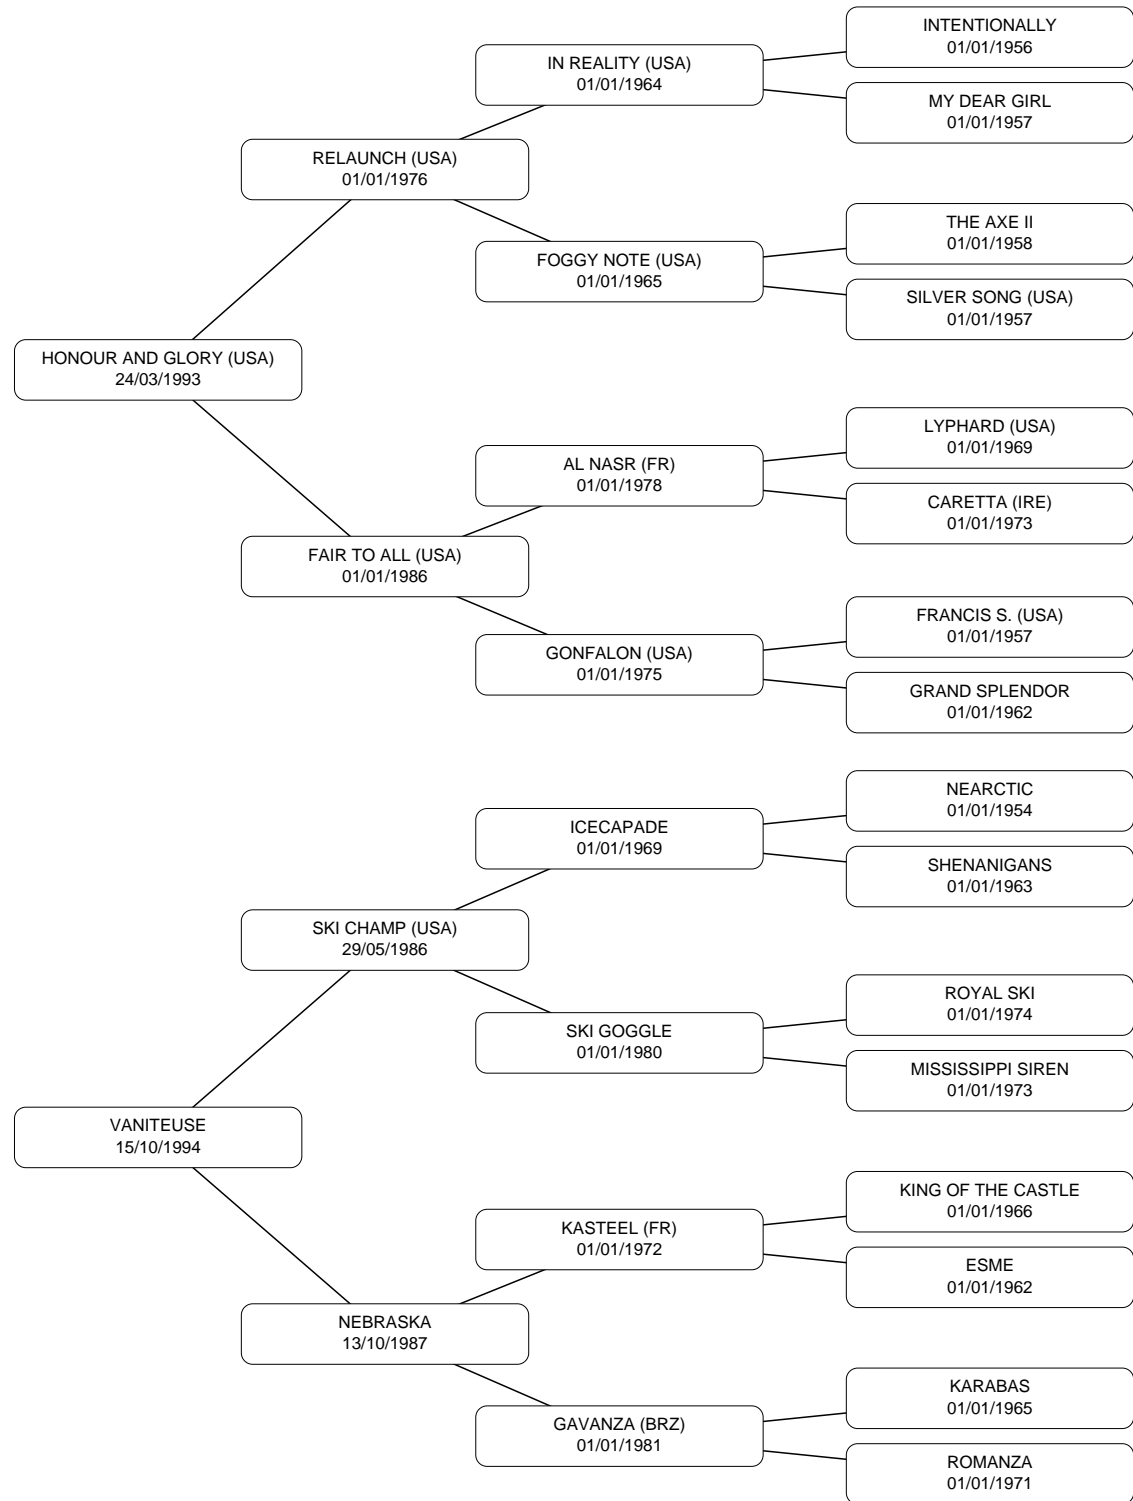 INTENTIONALLY
01/01/1956
IN REALITY (USA)
01/01/1964
MY DEAR GIRL
01/01/1957
RELAUNCH (USA)
01/01/1976
THE AXE II
01/01/1958
FOGGY NOTE (USA)
01/01/1965
SILVER SONG (USA)
01/01/1957
HONOUR AND GLORY (USA)
24/03/1993
LYPHARD (USA)
01/01/1969
AL NASR (FR)
01/01/1978
CARETTA (IRE)
01/01/1973
FAIR TO ALL (USA)
01/01/1986
FRANCIS S. (USA)
01/01/1957
GONFALON (USA)
01/01/1975
GRAND SPLENDOR
01/01/1962
NEARCTIC
01/01/1954
ICECAPADE
01/01/1969
SHENANIGANS
01/01/1963
SKI CHAMP (USA)
29/05/1986
ROYAL SKI
01/01/1974
SKI GOGGLE
01/01/1980
MISSISSIPPI SIREN
01/01/1973
VANITEUSE
15/10/1994
KING OF THE CASTLE
01/01/1966
KASTEEL (FR)
01/01/1972
ESME
01/01/1962
NEBRASKA
13/10/1987
KARABAS
01/01/1965
GAVANZA (BRZ)
01/01/1981
ROMANZA
01/01/1971